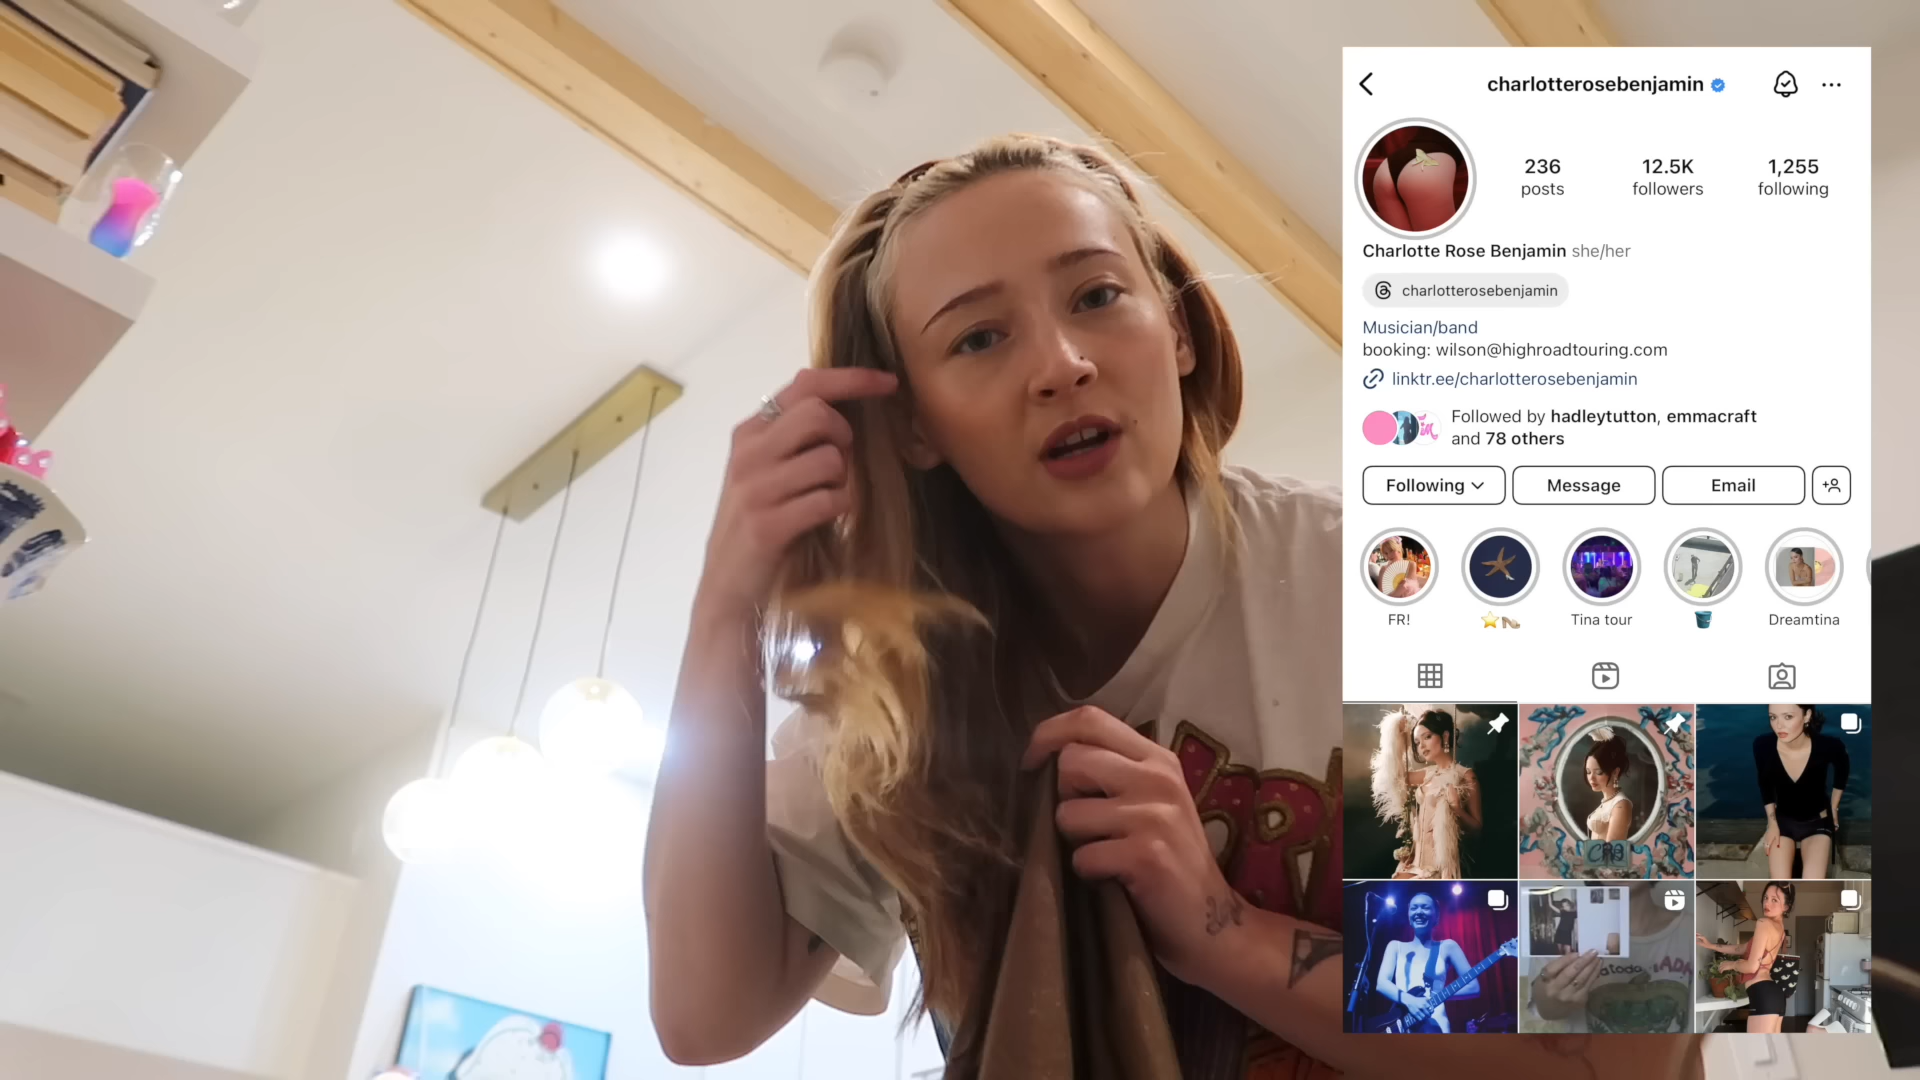 charlotterosebenjamin
236
posts
12.5K
followers
1,255
following
Charlotte Rose Benjamin she/her
charlotterosebenjamin
Musician/band
booking: wilson@highroadtouring.com
linktr.ee/charlotterosebenjamin
Followed by hadleytutton, emmacraft
and 78 others
Following
Message
Email
FR!
⭐👡
Tina tour
Dreamtina
CRB